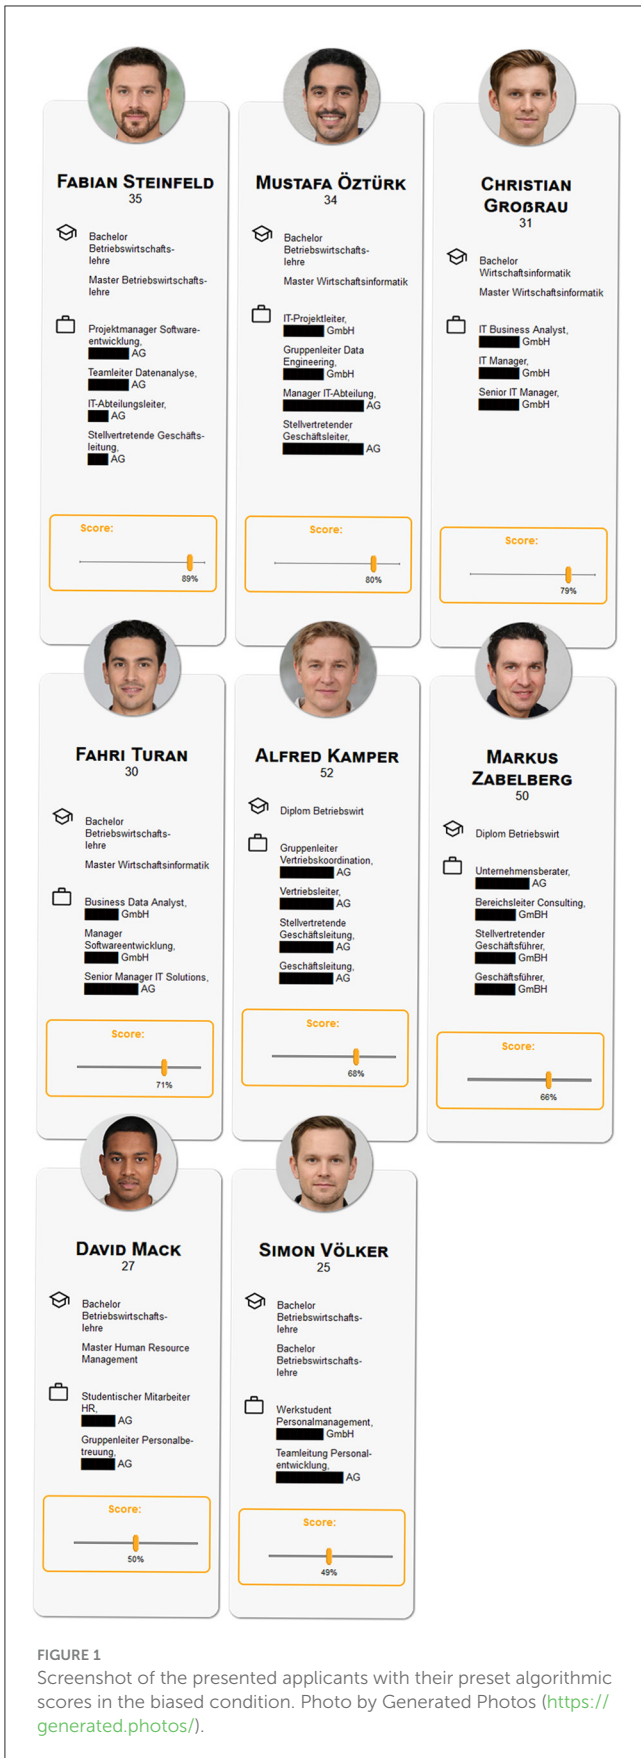 FABIAN STEINFELD
35
Bachelor
Betriebswirtschafts-
lehre
Master Betriebswirtschafts-
lehre
Projektmanager Software-
entwicklung,
AG
Teamleiter Datenanalyse,
AG
IT-Abteilungsleiter,
AG
Stellvertretende Geschäfts-
leitung,
AG
Score:
89%
MUSTAFA ÖZTÜRK
34
Bachelor
Betriebswirtschafts-
lehre
Master Wirtschaftsinformatik
IT-Projektleiter,
GmbH
Gruppenleiter Data
Engineering,
GmbH
Manager IT-Abteilung,
AG
Stellvertretender
Geschäftsleiter,
AG
Score:
80%
CHRISTIAN
GROẞRAU
31
Bachelor
Wirtschaftsinformatik
Master Wirtschaftsinformatik
IT Business Analyst,
GmbH
IT Manager,
GmbH
Senior IT Manager,
GmbH
Score:
79%
FAHRI TURAN
30
Bachelor
Betriebswirtschafts-
lehre
Master Wirtschaftsinformatik
Business Data Analyst,
GmbH
Manager
Softwareentwicklung,
GmbH
Senior Manager IT Solutions,
AG
Score:
71%
ALFRED KAMPER
52
Diplom Betriebswirt
Gruppenleiter
Vertriebskoordination,
AG
Vertriebsleiter,
AG
Stellvertretende
Geschäftsleitung,
AG
Geschäftsleitung,
AG
Score:
68%
MARKUS
ZABELBERG
50
Diplom Betriebswirt
Unternehmensberater,
AG
Bereichsleiter Consulting,
GmBH
Stellvertretender
Geschäftsführer,
GmBH
Geschäftsführer,
GmBH
Score:
66%
DAVID MACK
27
Bachelor
Betriebswirtschafts-
lehre
Master Human Resource
Management
Studentischer Mitarbeiter
HR,
AG
Gruppenleiter Personalbe-
treuung,
AG
Score:
50%
SIMON VÖLKER
25
Bachelor
Betriebswirtschafts-
lehre
Bachelor
Betriebswirtschafts-
lehre
Werkstudent
Personalmanagement,
GmbH
Teamleitung Personal-
entwicklung,
AG
Score:
49%
FIGURE 1
Screenshot of the presented applicants with their preset algorithmic
scores in the biased condition. Photo by Generated Photos (https://
generated.photos/).